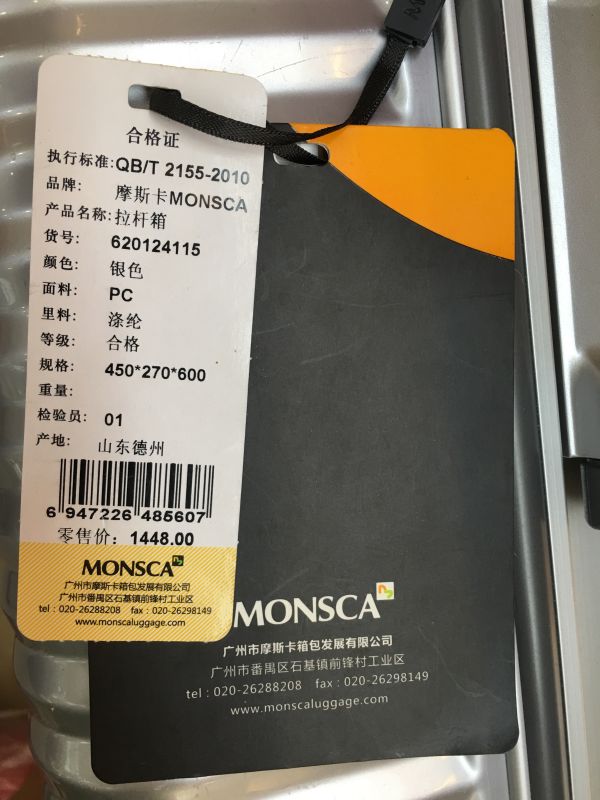 合格证
执行标准:QB/T 2155-2010
品牌: 摩斯卡MONSCA
产品名称:拉杆箱
货号: 620124115
颜色: 银色
面料: PC
里料: 涤纶
等级: 合格
规格: 450*270*600
重量:
检验员: 01
产地: 山东德州
6 947226 485607
零售价: 1448.00
MONSCA
广州市摩斯卡箱包发展有限公司
广州市番禺区石基镇前锋村工业区
tel:020-26288208 fax:020-26298149
www.monscaluggage.com
MONSCA
广州市摩斯卡箱包发展有限公司
广州市番禺区石基镇前锋村工业区
tel:020-26288208 fax:020-26298149
www.monscaluggage.com